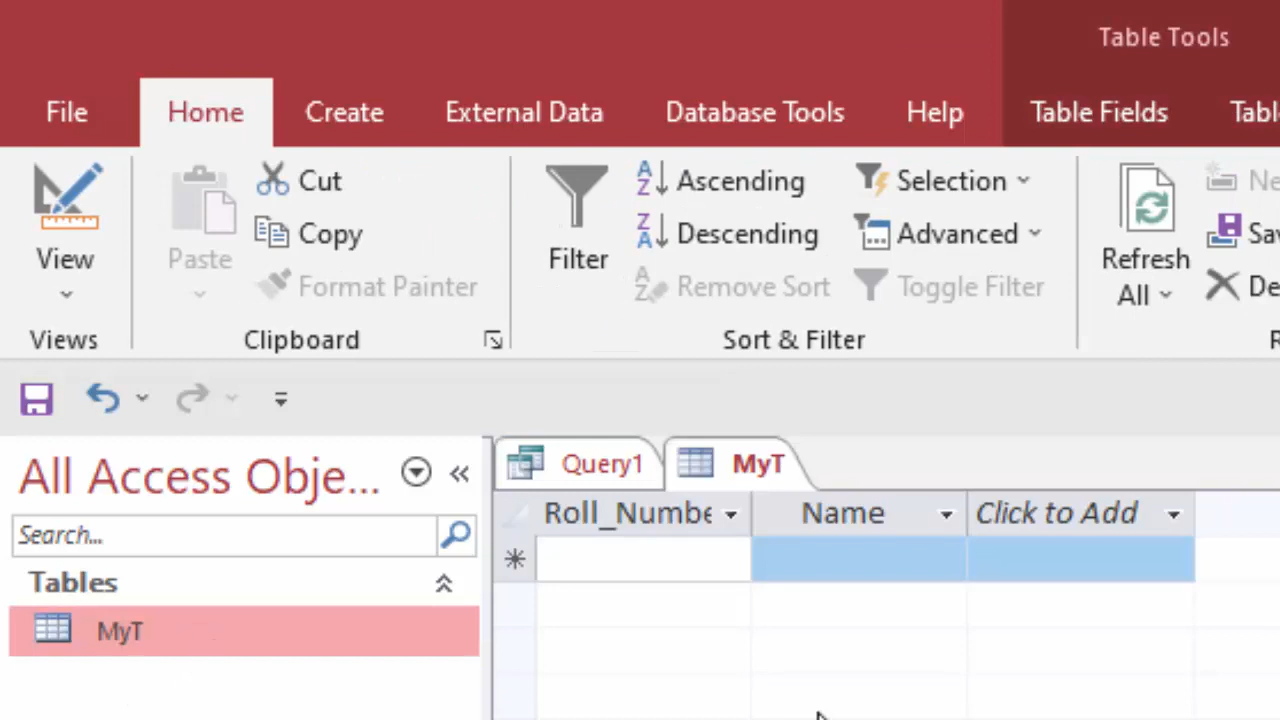 Table Tools
File Home Create External Data Database Tools Help Table Fields
Cut Ascending Selection
View Paste Copy Filter Descending Advanced Refresh
Format Painter Remove Sort Toggle Filter All
Views Clipboard Sort & Filter
Query1 MyT
All Access Obje...
Roll_Numbe Name Click to Add
Search...
Tables
MyT